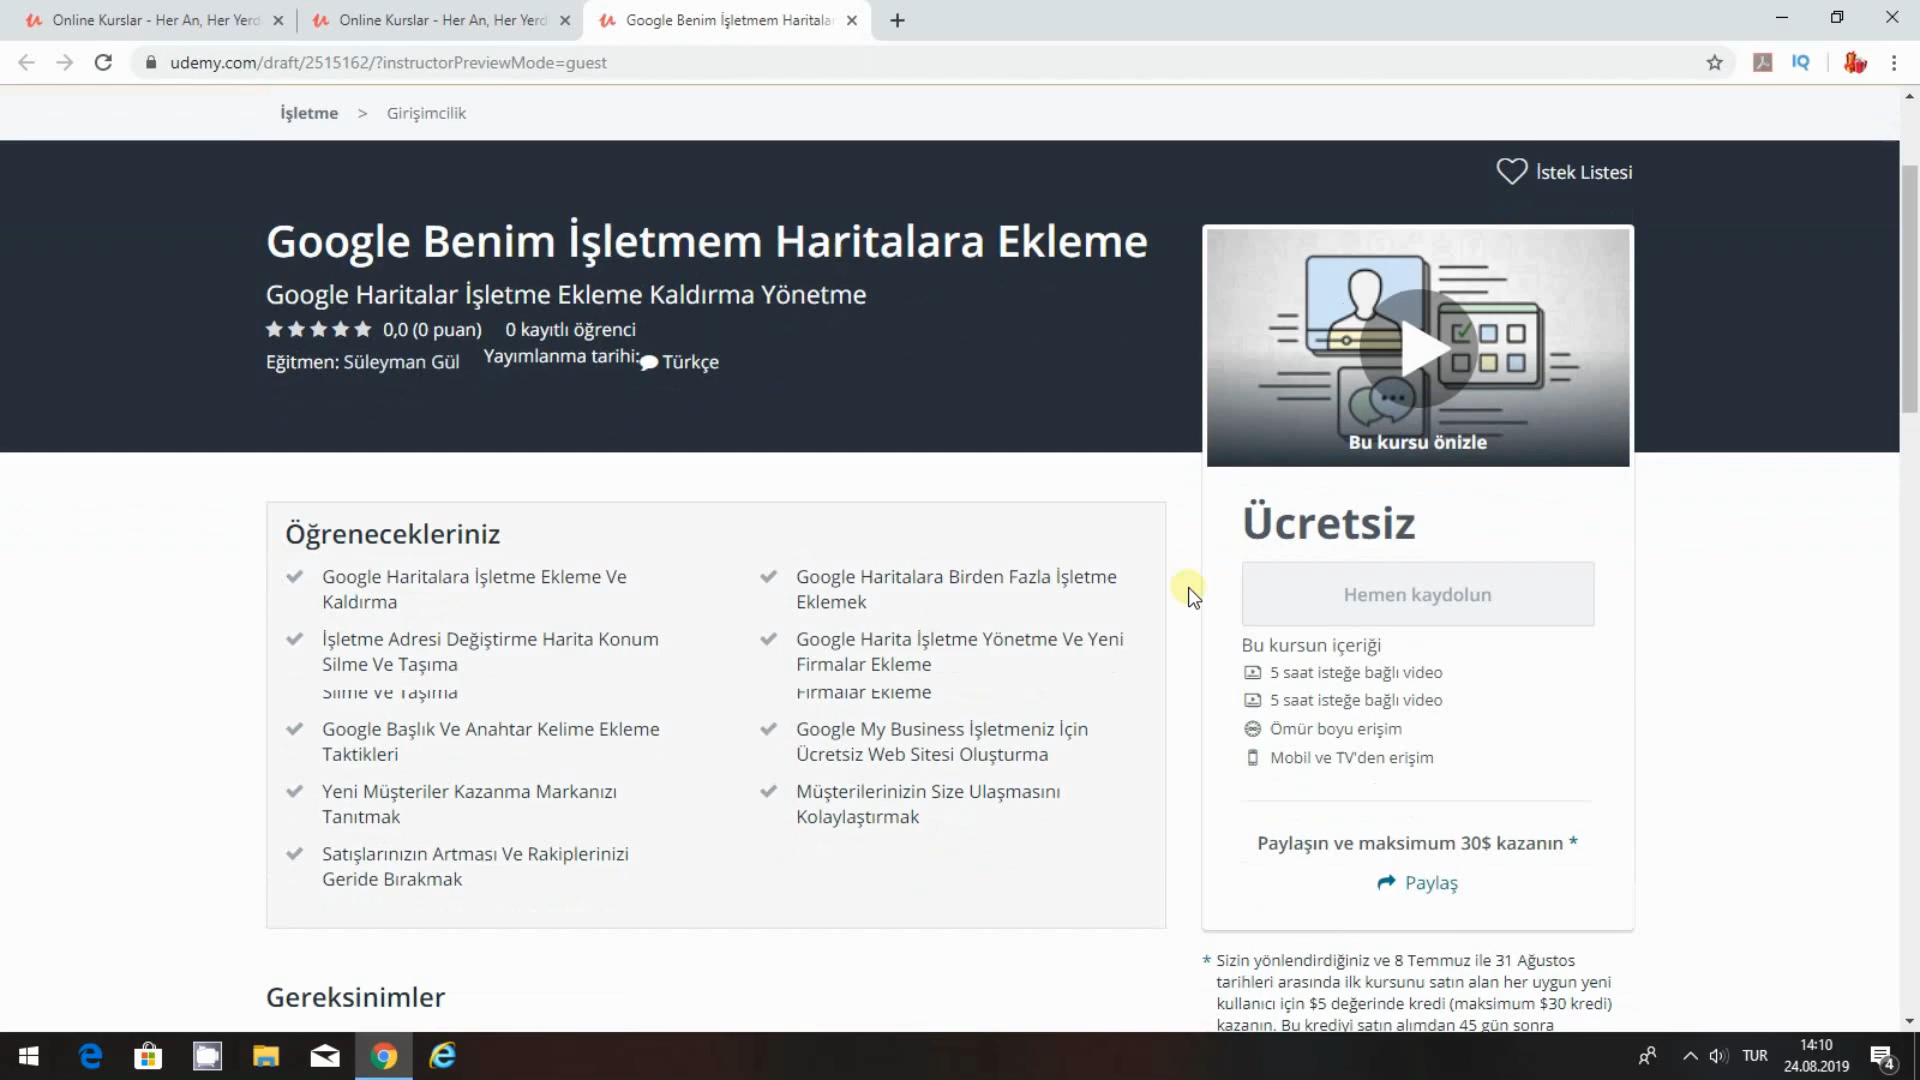 Online Kurslar - Her An, Her Yerd
Online Kurslar - Her An, Her Yerd
Google Benim İşletmem Haritalar
udemy.com/draft/2515162/?instructorPreviewMode=guest
IQ
İşletme > Girişimcilik
İstek Listesi
Google Benim İşletmem Haritalara Ekleme
Google Haritalar İşletme Ekleme Kaldırma Yönetme
0,0 (0 puan) 0 kayıtlı öğrenci
Eğitmen: Süleyman Gül Yayımlanma tarihi: Türkçe
Bu kursu önizle
Öğrenecekleriniz
Google Haritalara İşletme Ekleme Ve
Kaldırma
Google Haritalara Birden Fazla İşletme
Eklemek
İşletme Adresi Değiştirme Harita Konum
Silme Ve Taşıma
Silme Ve Taşıma
Google Harita İşletme Yönetme Ve Yeni
Firmalar Ekleme
Firmalar Ekleme
Google Başlık Ve Anahtar Kelime Ekleme
Taktikleri
Google My Business İşletmeniz İçin
Ücretsiz Web Sitesi Oluşturma
Yeni Müşteriler Kazanma Markanızı
Tanıtmak
Müşterilerinizin Size Ulaşmasını
Kolaylaştırmak
Satışlarınızın Artması Ve Rakiplerinizi
Geride Bırakmak
Gereksinimler
Ücretsiz
Hemen kaydolun
Bu kursun içeriği
5 saat isteğe bağlı video
5 saat isteğe bağlı video
Ömür boyu erişim
Mobil ve TV'den erişim
Paylaşın ve maksimum 30$ kazanın *
Paylaş
* Sizin yönlendirdiğiniz ve 8 Temmuz ile 31 Ağustos
tarihleri arasında ilk kursunu satın alan her uygun yeni
kullanıcı için $5 değerinde kredi (maksimum $30 kredi)
kazanın. Bu krediyi satın alımdan 45 gün sonra
TUR
14:10
24.08.2019
4